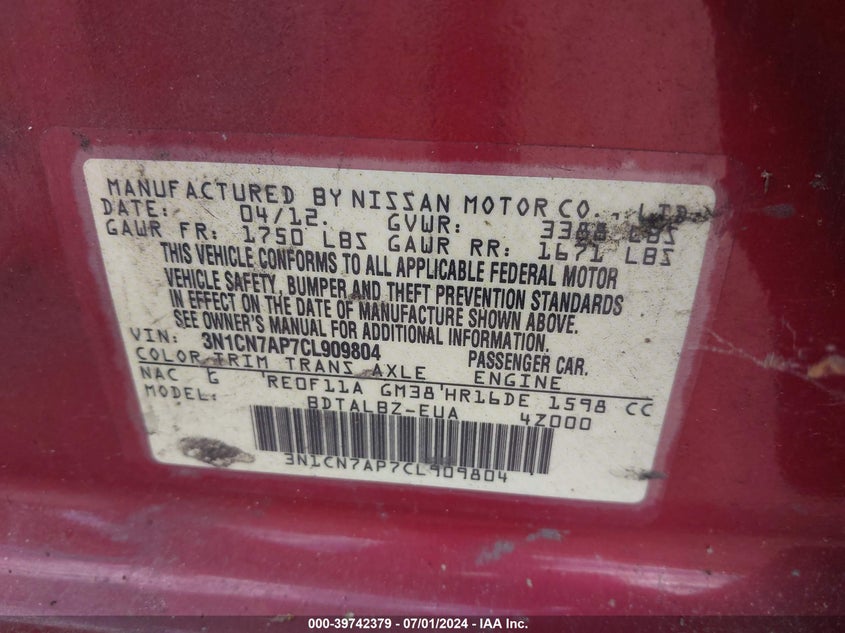 MANUFACTURED BY NISSAN MOTOR CO., LTD.
DATE: 04/12. GVWR: 3388 LBS
GAWR FR: 1750 LBS GAWR RR: 1671 LBS
THIS VEHICLE CONFORMS TO ALL APPLICABLE FEDERAL MOTOR
VEHICLE SAFETY, BUMPER AND THEFT PREVENTION STANDARDS
IN EFFECT ON THE DATE OF MANUFACTURE SHOWN ABOVE.
SEE OWNER'S MANUAL FOR ADDITIONAL INFORMATION.
VIN: 3N1CN7AP7CL909804 PASSENGER CAR.
COLOR TRIM TRANS AXLE ENGINE
NAC G 'RE0F11A GM38'HR16DE 1598 CC
MODEL: BDTALBZ-EUA 4Z000
3N1CN7AP7CL909804
000-39742379 - 07/01/2024 - IAA Inc.